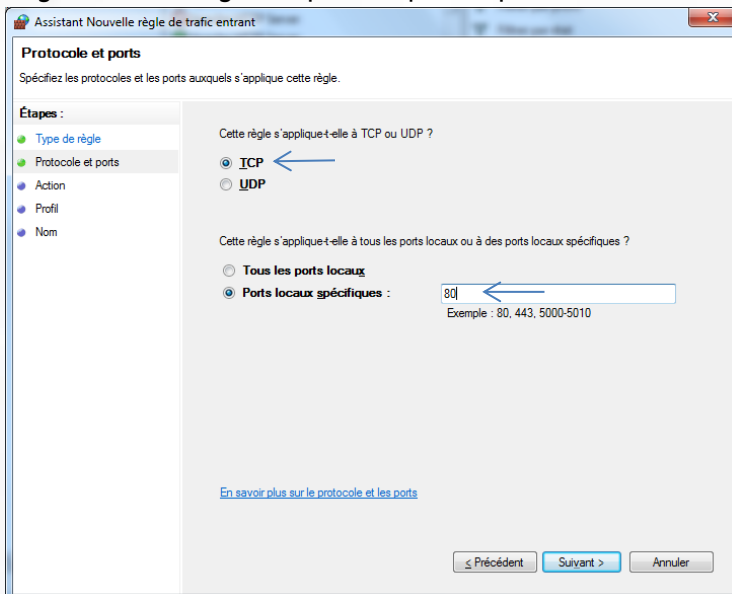 Assistant Nouvelle règle de trafic entrant
Protocole et ports
Spécifiez les protocoles et les ports auxquels s'applique cette règle.
Étapes :
Type de règle
Protocole et ports
Action
Profil
Nom
Cette règle s'applique-t-elle à TCP ou UDP ?
TCP
UDP
Cette règle s'applique-t-elle à tous les ports locaux ou à des ports locaux spécifiques ?
Tous les ports locaux
Ports locaux spécifiques :
80
Exemple : 80, 443, 5000-5010
En savoir plus sur le protocole et les ports
< Précédent
Suivant >
Annuler